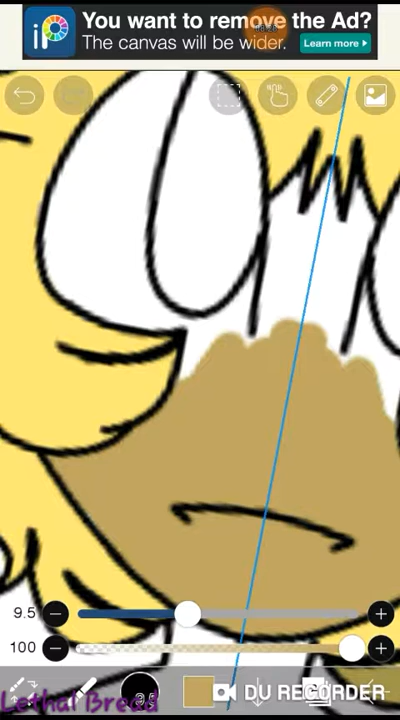 You want to remove the Ad?
The canvas will be wider.
Learn more
iP
9.5
100
DU RECORDER
Lethal Bread